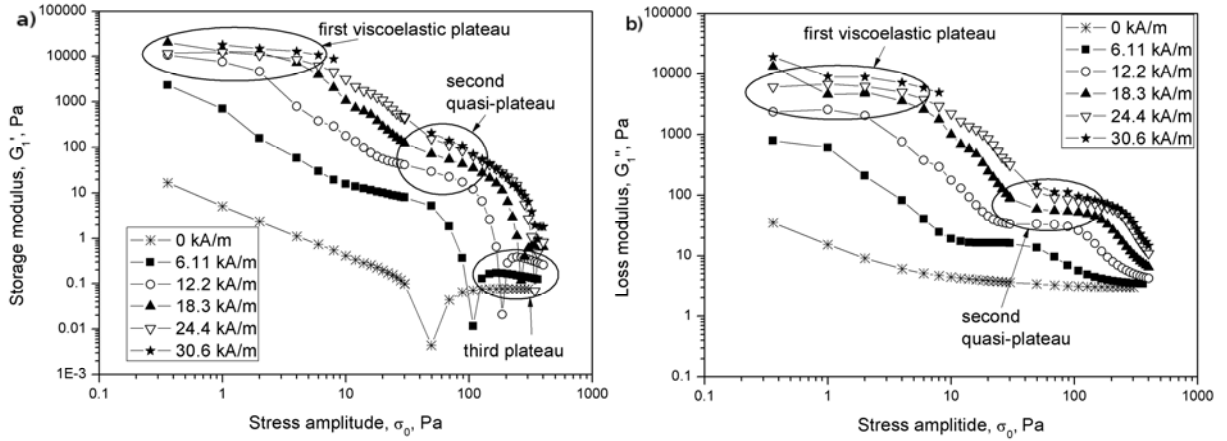 a)
100000
10000
1000
100
10
1
0.1
0.01
1E-3
Storage modulus, G₁', Pa
first viscoelastic plateau
second
quasi-plateau
third plateau
0 kA/m
6.11 kA/m
12.2 kA/m
18.3 kA/m
24.4 kA/m
30.6 kA/m
0.1
1
10
100
1000
Stress amplitude, σ₀, Pa
b)
100000
10000
1000
100
10
1
0.1
Loss modulus, G₁'', Pa
first viscoelastic plateau
0 kA/m
6.11 kA/m
12.2 kA/m
18.3 kA/m
24.4 kA/m
30.6 kA/m
second
quasi-plateau
0.1
1
10
100
1000
Stress amplitide, σ₀, Pa